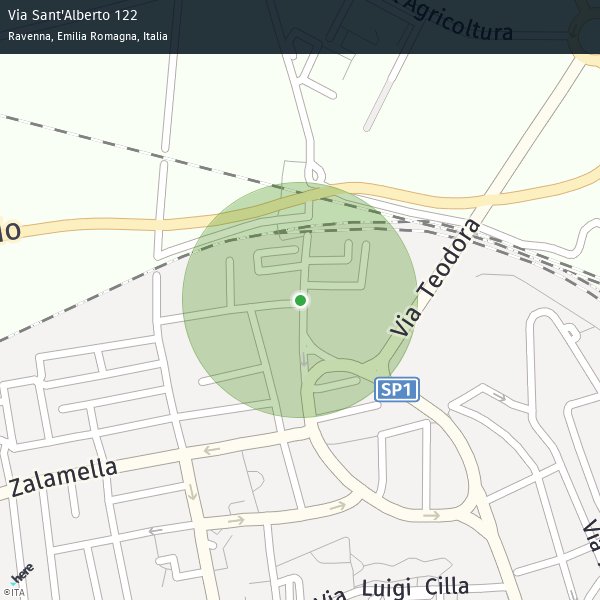 Via Sant'Alberto 122
Ravenna, Emilia Romagna, Italia
Agricoltura
Via Teodora
SP1
Zalamella
Via Luigi Cilla
Via
here
©ITA